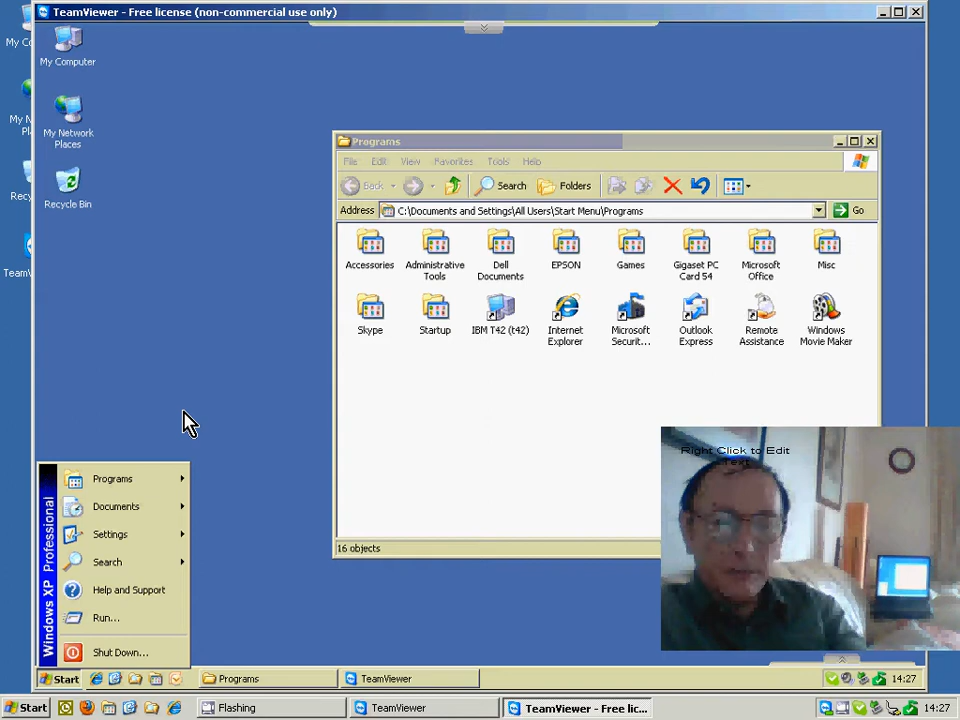 TeamViewer - Free license (non-commercial use only)
My Computer
My Network
Places
Recycle Bin
Programs
File Edit View Favorites Tools Help
Back Search Folders
Address C:\Documents and Settings\All Users\Start Menu\Programs Go
Accessories
Administrative
Tools
Dell
Documents
EPSON
Games
Gigaset PC
Card 54
Microsoft
Office
Misc
Skype
Startup
IBM T42 (t42)
Internet
Explorer
Microsoft
Securit...
Outlook
Express
Remote
Assistance
Windows
Movie Maker
16 objects
Right Click to Edit
Text
Windows XP Professional
Programs
Documents
Settings
Search
Help and Support
Run...
Shut Down...
Start Programs TeamViewer 14:27
Start Flashing TeamViewer TeamViewer - Free lic... 14:27